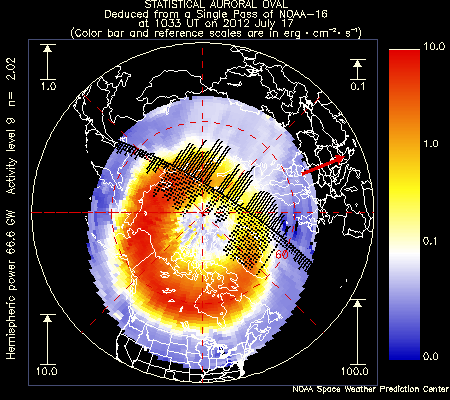 STATISTICAL AURORAL OVAL
Deduced from a Single Pass of NOAA-16
at 1033 UT on 2012 July 17
(Color bar and reference scales are in erg · cm⁻² · s⁻¹)
1.0
0.1
10.0
1.0
0.1
0.0
Hemispheric power 66.6 GW Activity level 9 n= 2.02
60
10.0
100.0
NOAA Space Weather Prediction Center